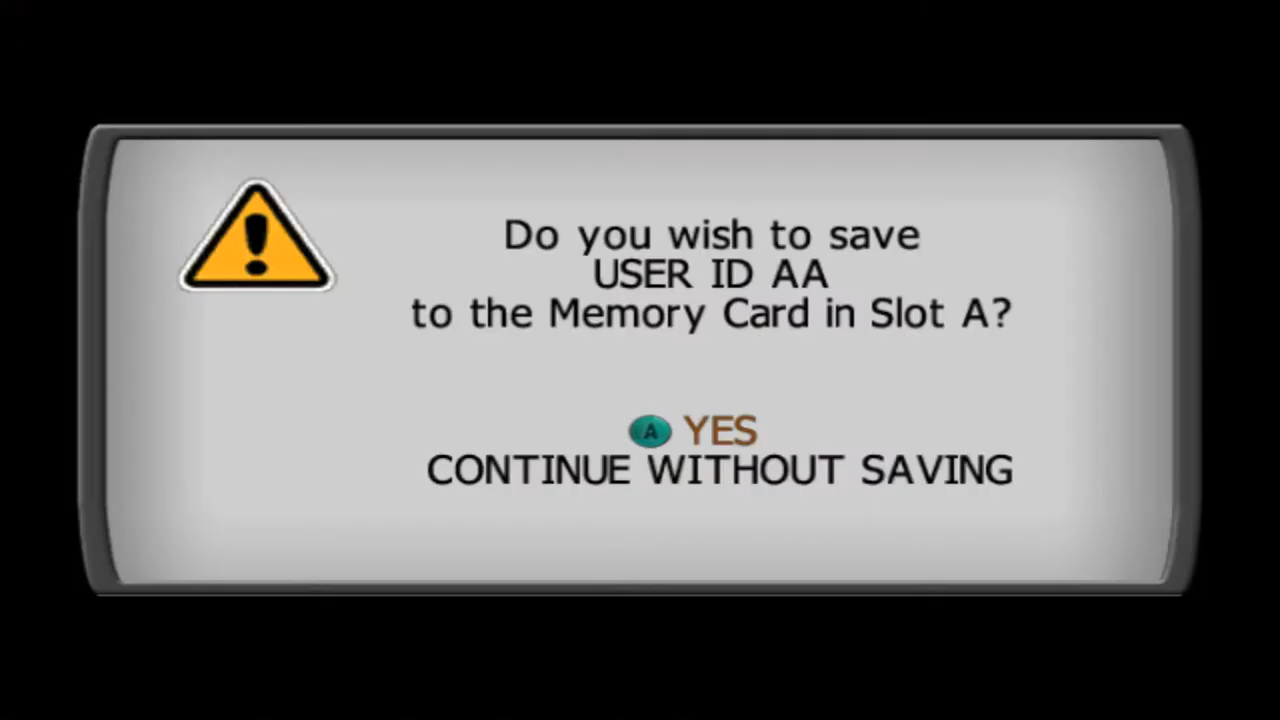 Do you wish to save
USER ID AA
to the Memory Card in Slot A?
A YES
CONTINUE WITHOUT SAVING